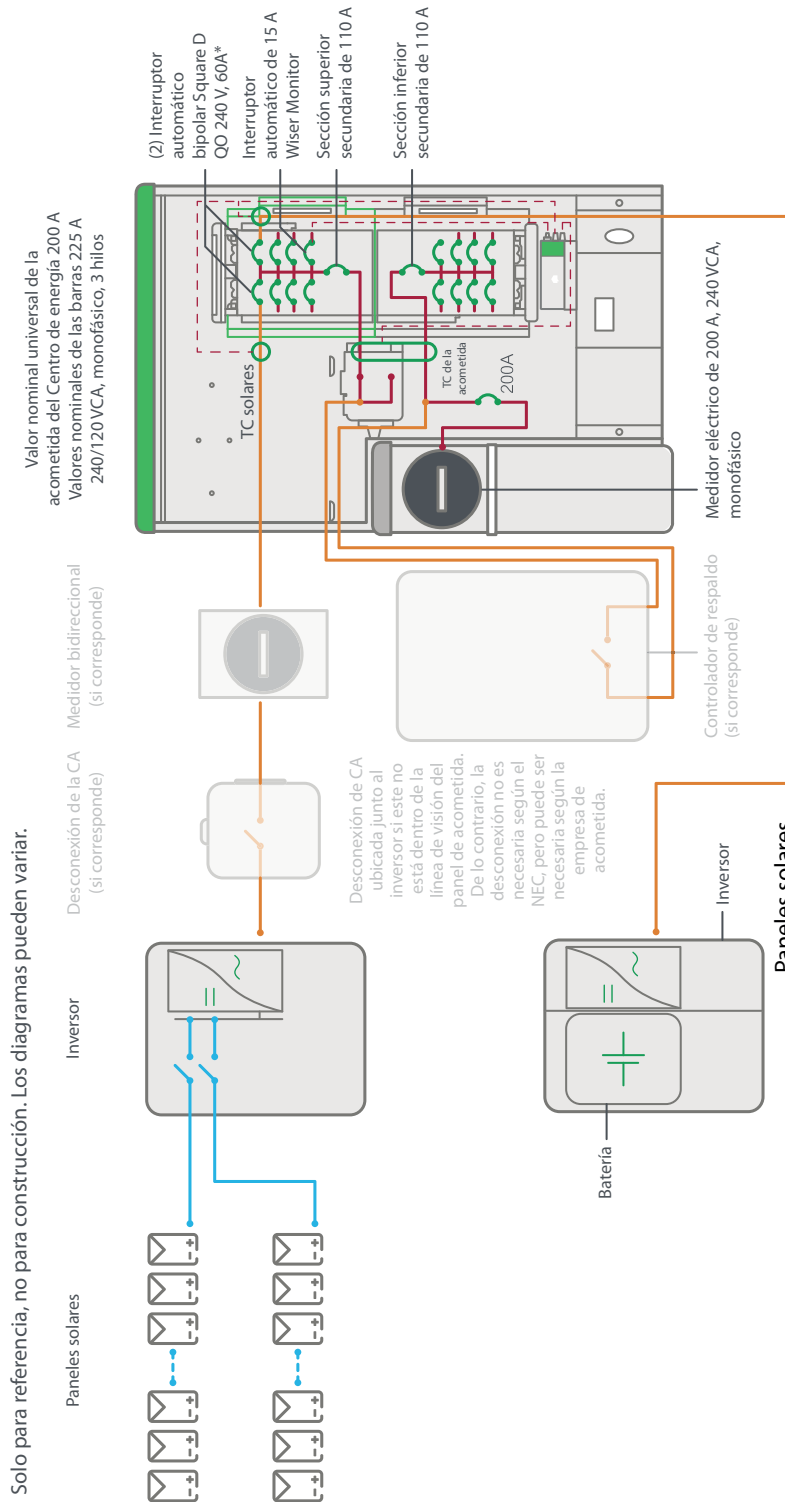 Solo para referencia, no para construcción. Los diagramas pueden variar.
Paneles solares
Inversor
Desconexión de la CA
(si corresponde)
Medidor bidireccional
(si corresponde)
Valor nominal universal de la
acometida del Centro de energía 200 A
Valores nominales de las barras 225 A
240/120 VCA, monofásico, 3 hilos
(2) Interruptor
automático
bipolar Square D
QO 240 V, 60A*
Interruptor
automático de 15 A
Wiser Monitor
Sección superior
secundaria de 110 A
Sección inferior
secundaria de 110 A
TC solares
TC de la
acometida
200A
Desconexión de CA
ubicada junto al
inversor si este no
está dentro de la
línea de visión del
panel de acometida.
De lo contrario, la
desconexión no es
necesaria según el
NEC, pero puede ser
necesaria según la
empresa de
acometida.
Controlador de respaldo
(si corresponde)
Medidor eléctrico de 200 A, 240 VCA,
monofásico
Batería
Inversor
Paneles solares